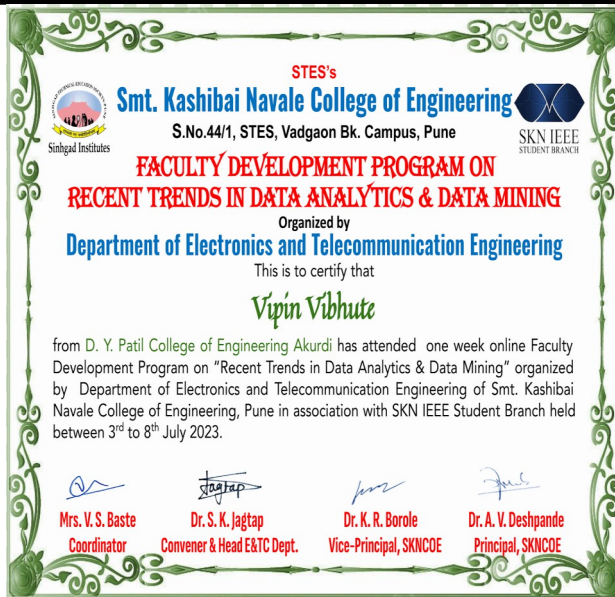 STES's
Smt. Kashibai Navale College of Engineering
S.No.44/1, STES, Vadgaon Bk. Campus, Pune
Sinhgad Institutes
SKN IEEE
STUDENT BRANCH
FACULTY DEVELOPMENT PROGRAM ON
RECENT TRENDS IN DATA ANALYTICS & DATA MINING
Organized by
Department of Electronics and Telecommunication Engineering
This is to certify that
Vipin Vibhute
from D. Y. Patil College of Engineering Akurdi has attended one week online Faculty
Development Program on "Recent Trends in Data Analytics & Data Mining" organized
by Department of Electronics and Telecommunication Engineering of Smt. Kashibai
Navale College of Engineering, Pune in association with SKN IEEE Student Branch held
between 3rd to 8th July 2023.
Jagtap
Mrs. V. S. Baste
Coordinator
Dr. S. K. Jagtap
Convener & Head E&TC Dept.
Dr. K. R. Borole
Vice-Principal, SKNCOE
Dr. A. V. Deshpande
Principal, SKNCOE